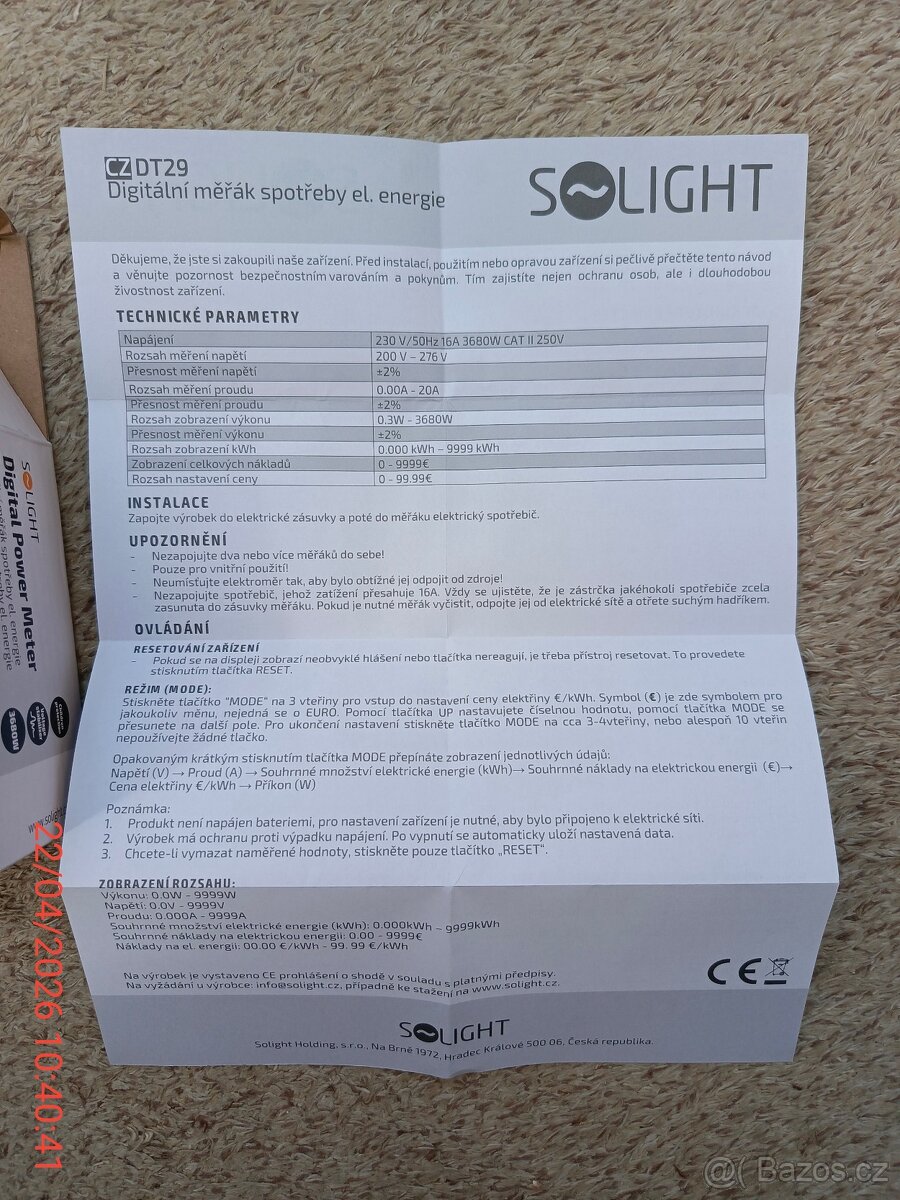 CZ DT29
Digitální měřák spotřeby el. energie
SOLIGHT
Děkujeme, že jste si zakoupili naše zařízení. Před instalací, použitím nebo opravou zařízení si pečlivě přečtěte tento návod
a věnujte pozornost bezpečnostním varováním a pokynům. Tím zajistíte nejen ochranu osob, ale i dlouhodobou
životnost zařízení.
TECHNICKÉ PARAMETRY
Napájení 230 V/50Hz 16A 3680W CAT II 250V
Rozsah měření napětí 200 V – 276 V
Přesnost měření napětí ±2%
Rozsah měření proudu 0.00A - 20A
Přesnost měření proudu ±2%
Rozsah zobrazení výkonu 0.3W - 3680W
Přesnost měření výkonu ±2%
Rozsah zobrazení kWh 0.000 kWh – 9999 kWh
Zobrazení celkových nákladů 0 - 9999€
Rozsah nastavení ceny 0 - 99.99€
INSTALACE
Zapojte výrobek do elektrické zásuvky a poté do měřáku elektrický spotřebič.
UPOZORNĚNÍ
- Nezapojujte dva nebo více měřáků do sebe!
- Pouze pro vnitřní použití!
- Neumísťujte elektroměr tak, aby bylo obtížné jej odpojit od zdroje!
- Nezapojujte spotřebič, jehož zatížení přesahuje 16A. Vždy se ujistěte, že je zástrčka jakéhokoli spotřebiče zcela
zasunuta do zásuvky měřáku. Pokud je nutné měřák vyčistit, odpojte jej od elektrické sítě a otřete suchým hadříkem.
OVLÁDÁNÍ
RESETOVÁNÍ ZAŘÍZENÍ
- Pokud se na displeji zobrazí neobvyklé hlášení nebo tlačítka nereagují, je třeba přístroj resetovat. To provedete
stisknutím tlačítka RESET.
REŽIM (MODE):
Stiskněte tlačítko "MODE" na 3 vteřiny pro vstup do nastavení ceny elektřiny €/kWh. Symbol (€) je zde symbolem pro
jakoukoliv měnu, nejedná se o EURO. Pomocí tlačítka UP nastavujete číselnou hodnotu, pomocí tlačítka MODE se
přesunete na další pole. Pro ukončení nastavení stiskněte tlačítko MODE na cca 3-4vteřiny, nebo alespoň 10 vteřin
nepoužívejte žádné tlačko.
Opakovaným krátkým stisknutím tlačítka MODE přepínáte zobrazení jednotlivých údajů:
Napětí (V) → Proud (A) → Souhrnné množství elektrické energie (kWh)→ Souhrnné náklady na elektrickou energii (€)→
Cena elektřiny €/kWh → Příkon (W)
Poznámka:
1. Produkt není napájen bateriemi, pro nastavení zařízení je nutné, aby bylo připojeno k elektrické síti.
2. Výrobek má ochranu proti výpadku napájení. Po vypnutí se automaticky uloží nastavená data.
3. Chcete-li vymazat naměřené hodnoty, stiskněte pouze tlačítko „RESET".
ZOBRAZENÍ ROZSAHU:
Výkonu: 0.0W - 9999W
Napětí: 0.0V - 9999V
Proudu: 0.000A - 9999A
Souhrnné množství elektrické energie (kWh): 0.000kWh ~ 9999kWh
Souhrnné náklady na elektrickou energii: 0.00 - 9999€
Náklady na el. energii: 00.00 €/kWh - 99. 99 €/kWh
Na výrobek je vystaveno CE prohlášení o shodě v souladu s platnými předpisy.
Na vyžádání u výrobce: info@solight.cz, případně ke stažení na www.solight.cz.
CE
SOLIGHT
Solight Holding, s.r.o., Na Brně 1972, Hradec Králové 500 06, Česká republika.
SOLIGHT
Digital Power Meter
měřák spotřeby el. energie
3680W
www.solight.
22/04/2026 10:40:41
@( Bazos.cz